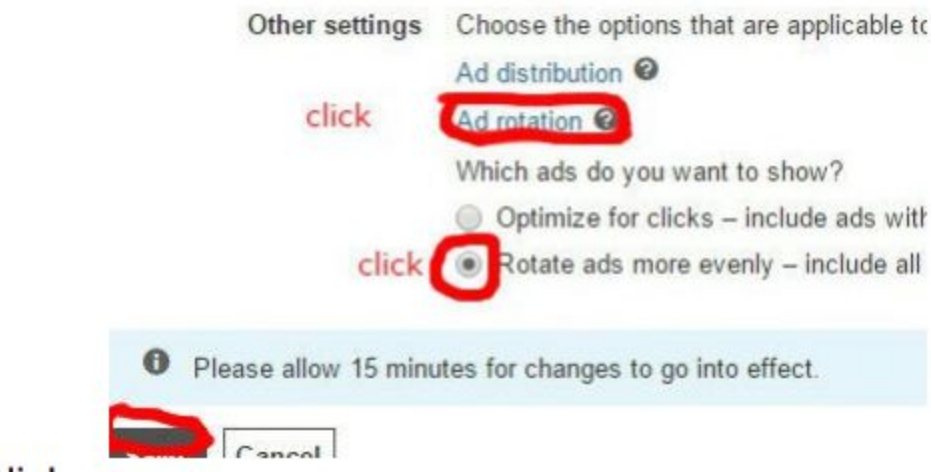 Other settings Choose the options that are applicable to
Ad distribution ?
click Ad rotation ?
Which ads do you want to show?
Optimize for clicks – include ads with
click Rotate ads more evenly – include all
Please allow 15 minutes for changes to go into effect.
Cancel